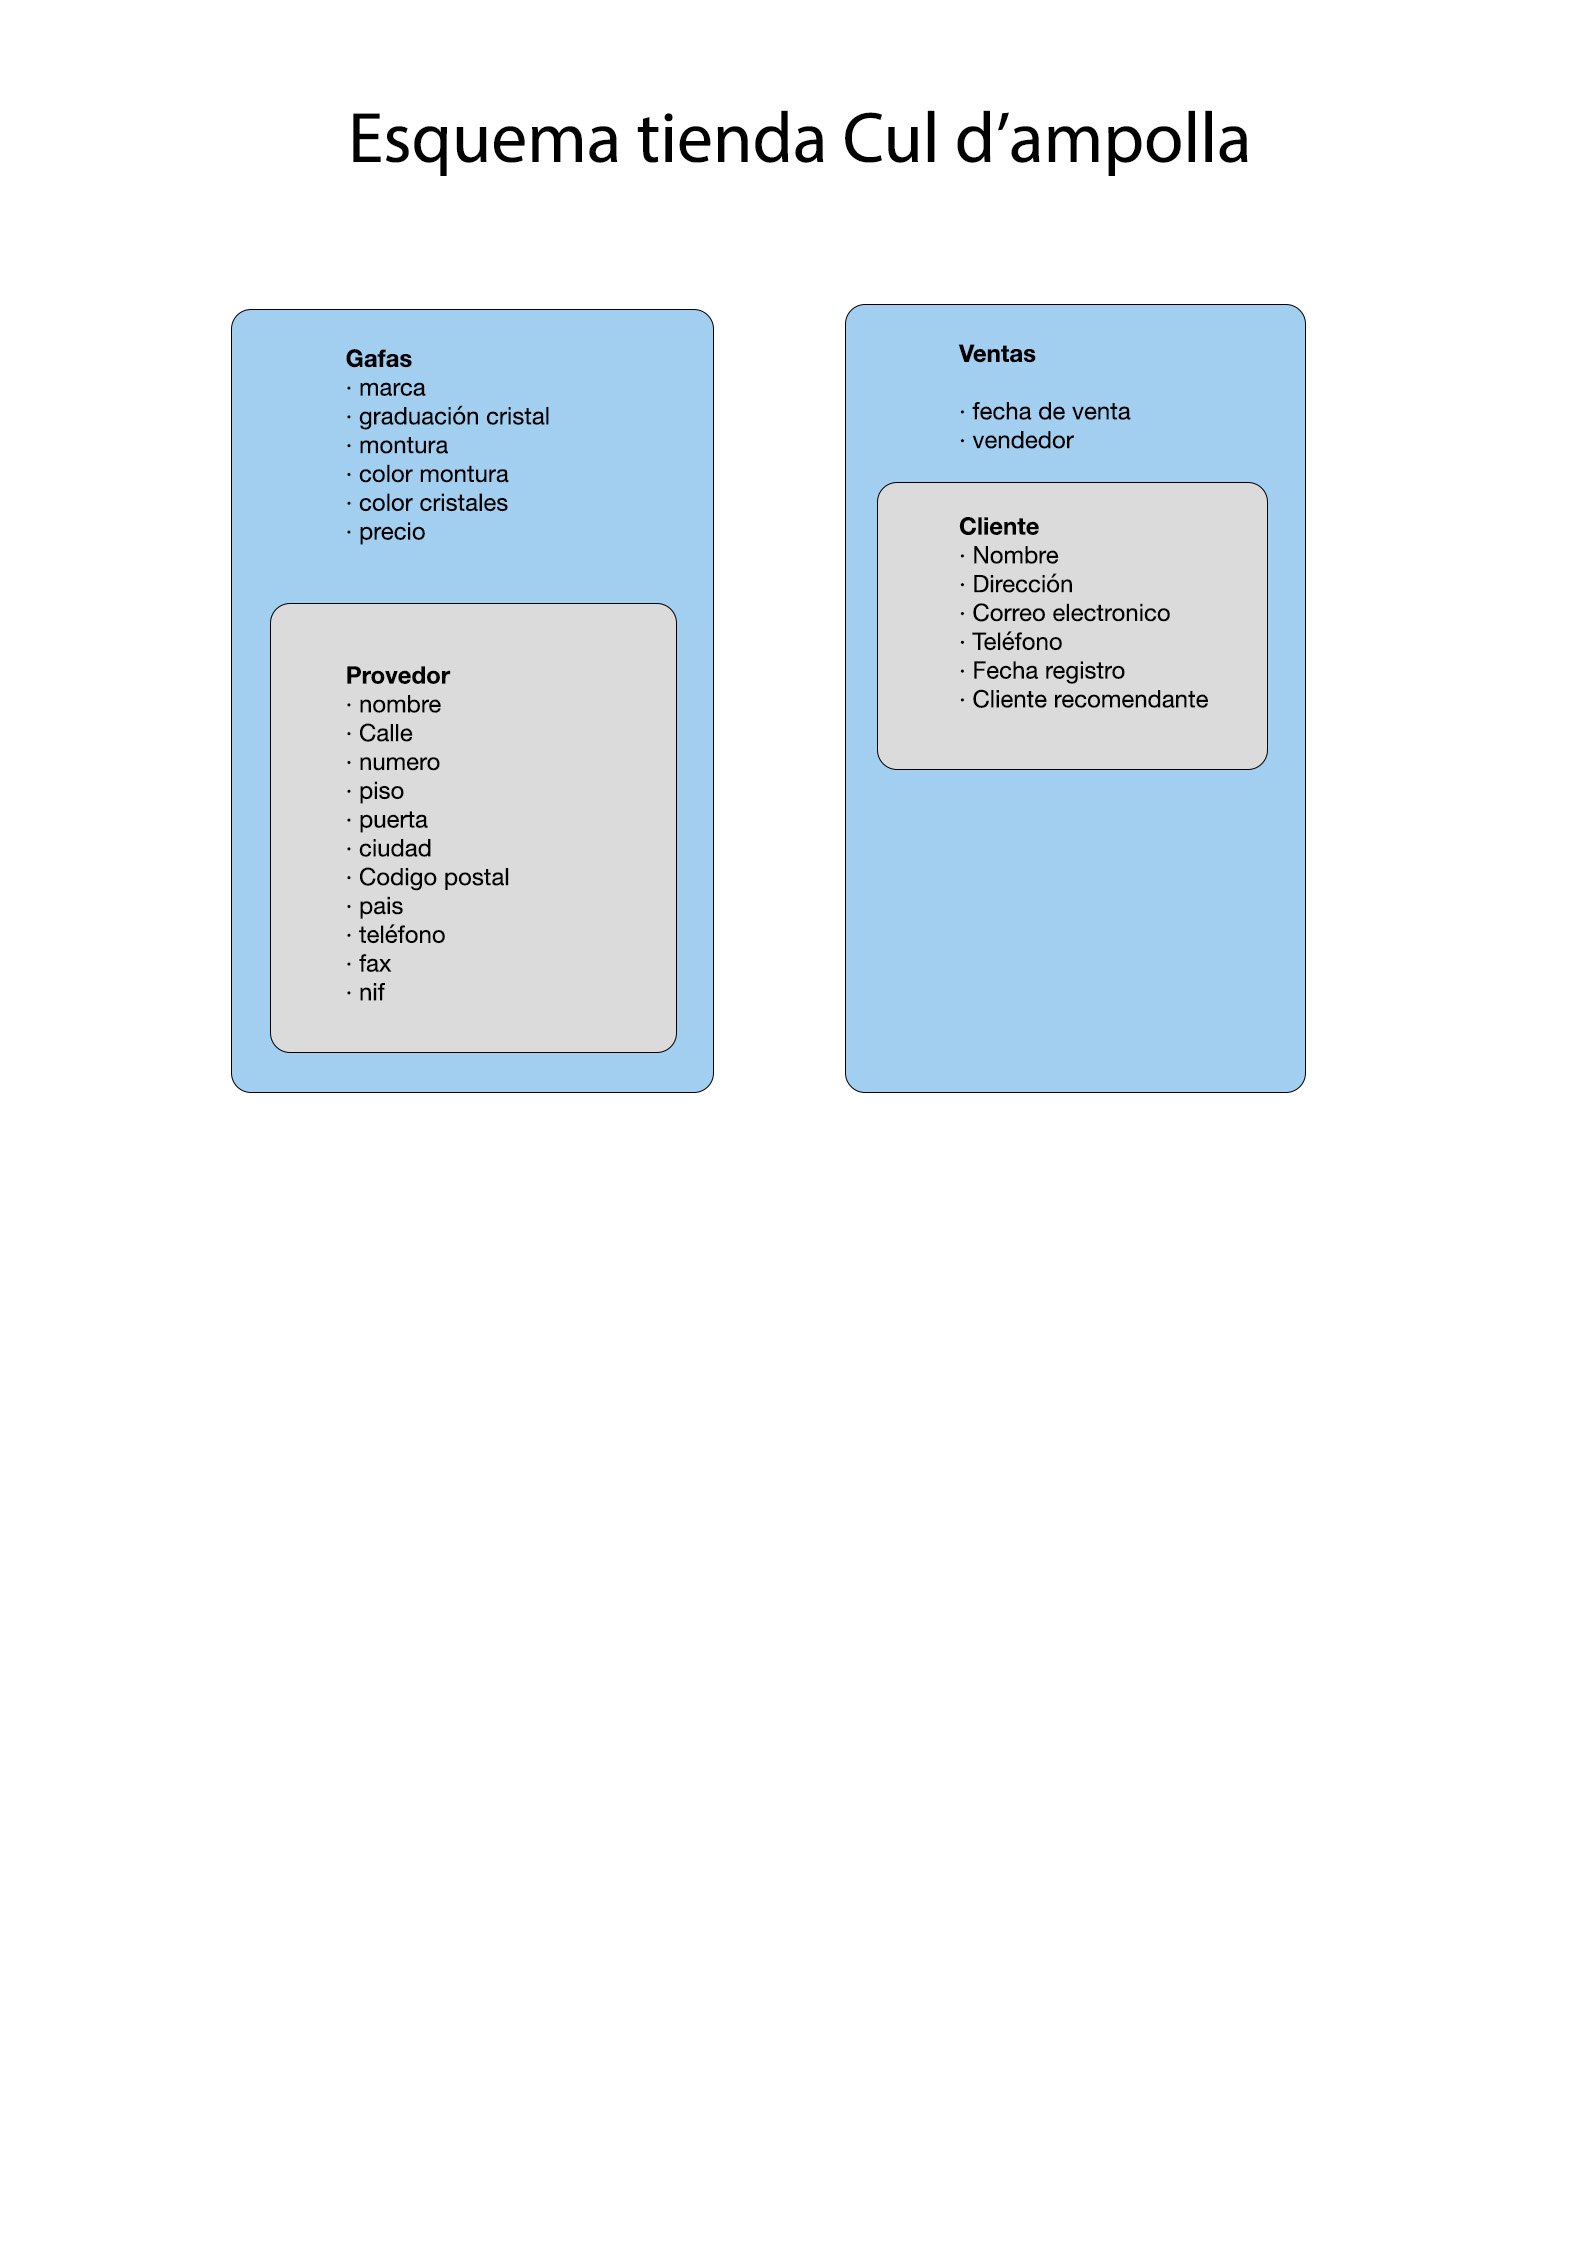 Esquema tienda Cul d’ampolla
Gafas
· marca
· graduación cristal
· montura
· color montura
· color cristales
· precio
Provedor
· nombre
· Calle
· numero
· piso
· puerta
· ciudad
· Codigo postal
· pais
· teléfono
· fax
· nif
Ventas
· fecha de venta
· vendedor
Cliente
· Nombre
· Dirección
· Correo electronico
· Teléfono
· Fecha registro
· Cliente recomendante